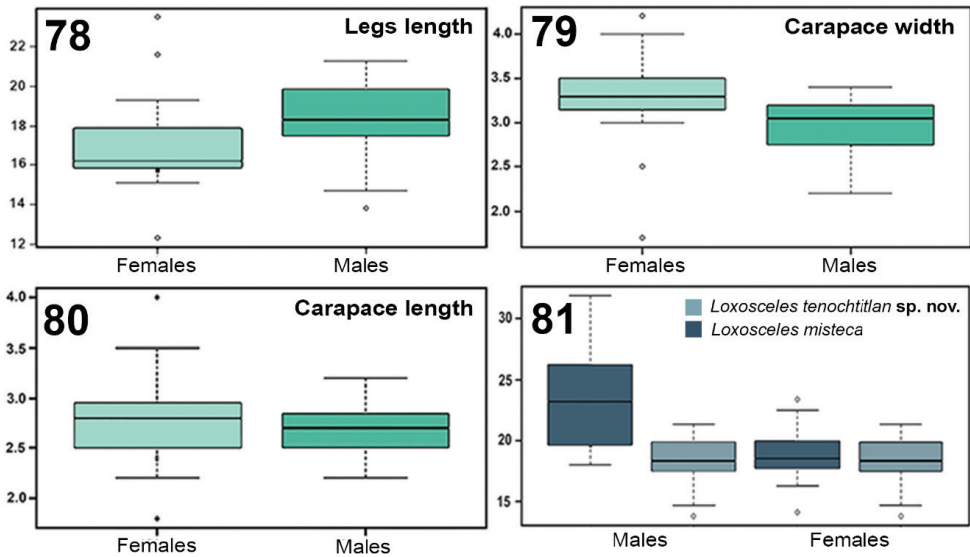 78
Legs length
22
20
18
16
14
12
Females Males
79
Carapace width
4.0
3.5
3.0
2.5
2.0
Females Males
80
Carapace length
4.0
3.5
3.0
2.5
2.0
Females Males
81
Loxosceles tenochtitlan sp. nov.
Loxosceles misteca
30
25
20
15
Males Females